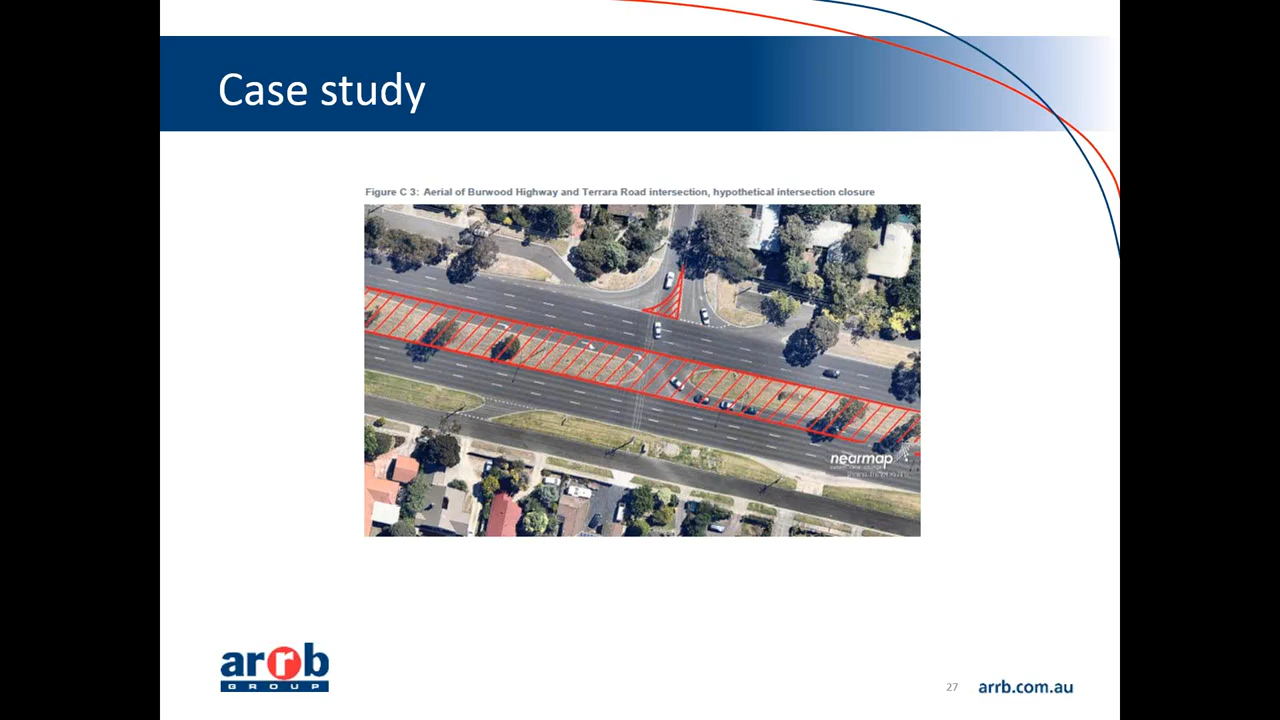 Case study
Figure C 3: Aerial of Burwood Highway and Terrara Road intersection, hypothetical intersection closure
nearmap
arrb
GROUP
27
arrb.com.au